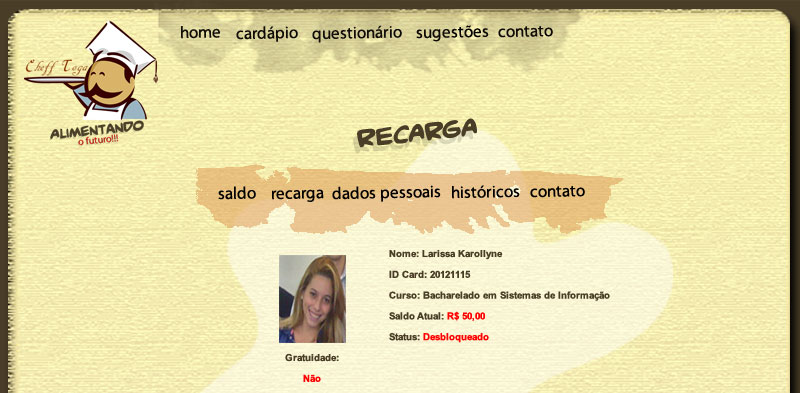 home cardápio questionário sugestões contato
Cheff Toga
ALIMENTANDO
o futuro!!!
RECARGA
saldo recarga dados pessoais históricos contato
Nome: Larissa Karollyne
ID Card: 20121115
Curso: Bacharelado em Sistemas de Informação
Saldo Atual: R$ 50,00
Status: Desbloqueado
Gratuidade:
Não